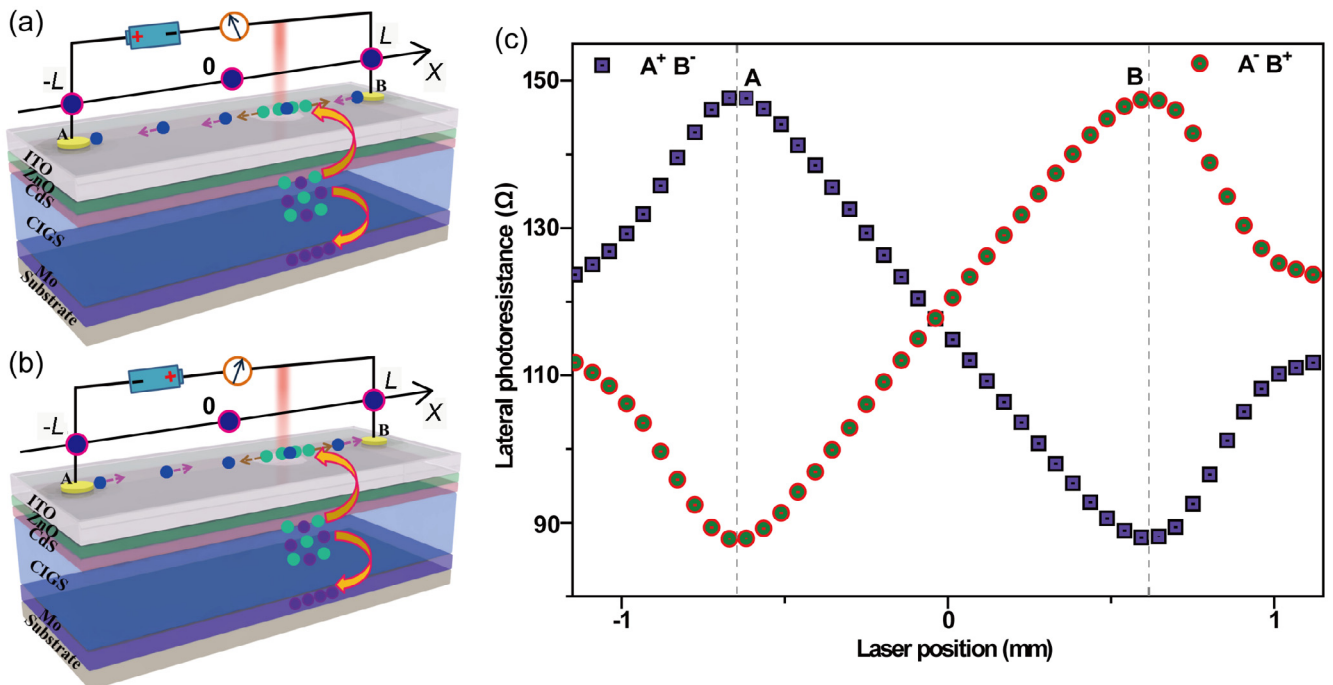 (a)
+ -
L
0
-L
X
B
A
ITO
ZnO
CdS
CIGS
Mo
Substrate
(b)
- +
L
0
-L
X
B
A
ITO
ZnO
CdS
CIGS
Mo
Substrate
(c)
A⁺ B⁻
A
B
A⁻ B⁺
150
130
110
90
Lateral photoresistance (Ω)
-1
0
1
Laser position (mm)